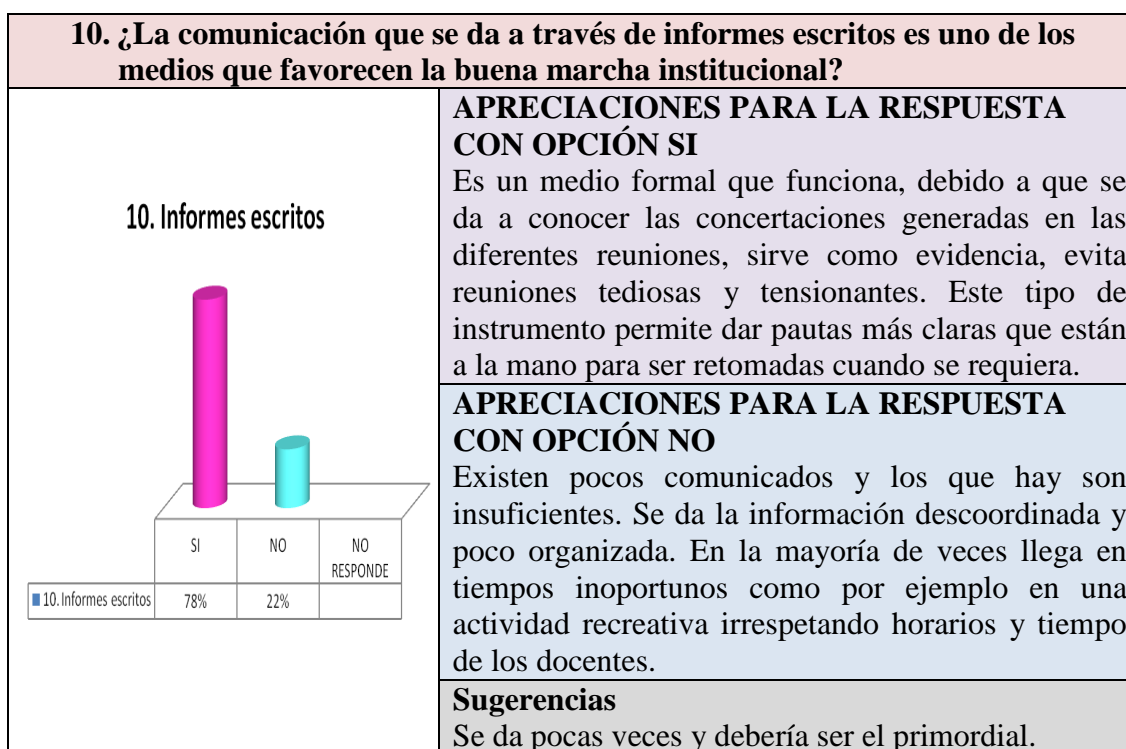 10. ¿La comunicación que se da a través de informes escritos es uno de los
medios que favorecen la buena marcha institucional?
10. Informes escritos
SI
NO
NO
RESPONDE
10. Informes escritos
78%
22%
APRECIACIONES PARA LA RESPUESTA
CON OPCIÓN SI
Es un medio formal que funciona, debido a que se
da a conocer las concertaciones generadas en las
diferentes reuniones, sirve como evidencia, evita
reuniones tediosas y tensionantes. Este tipo de
instrumento permite dar pautas más claras que están
a la mano para ser retomadas cuando se requiera.
APRECIACIONES PARA LA RESPUESTA
CON OPCIÓN NO
Existen pocos comunicados y los que hay son
insuficientes. Se da la información descoordinada y
poco organizada. En la mayoría de veces llega en
tiempos inoportunos como por ejemplo en una
actividad recreativa irrespetando horarios y tiempo
de los docentes.
Sugerencias
Se da pocas veces y debería ser el primordial.